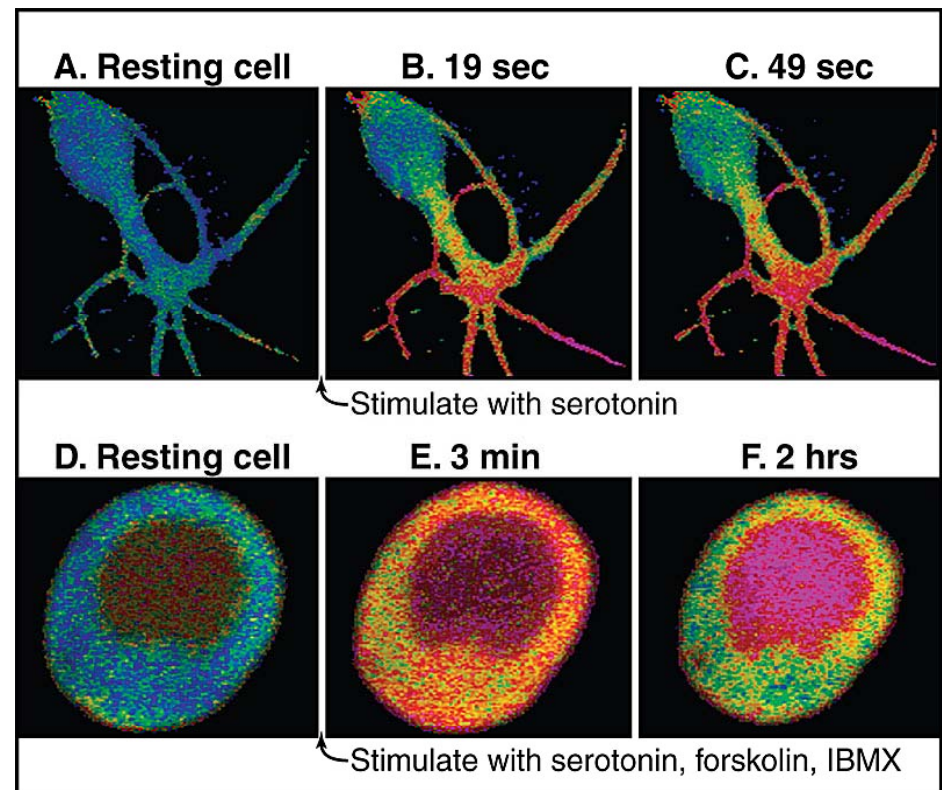 A. Resting cell
B. 19 sec
C. 49 sec
Stimulate with serotonin
D. Resting cell
E. 3 min
F. 2 hrs
Stimulate with serotonin, forskolin, IBMX